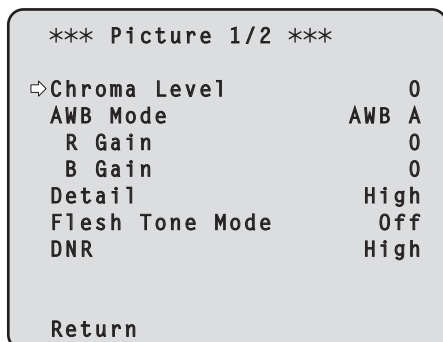 *** Picture 1/2 ***
⇨Chroma Level 0
AWB Mode AWB A
R Gain 0
B Gain 0
Detail High
Flesh Tone Mode Off
DNR High
Return